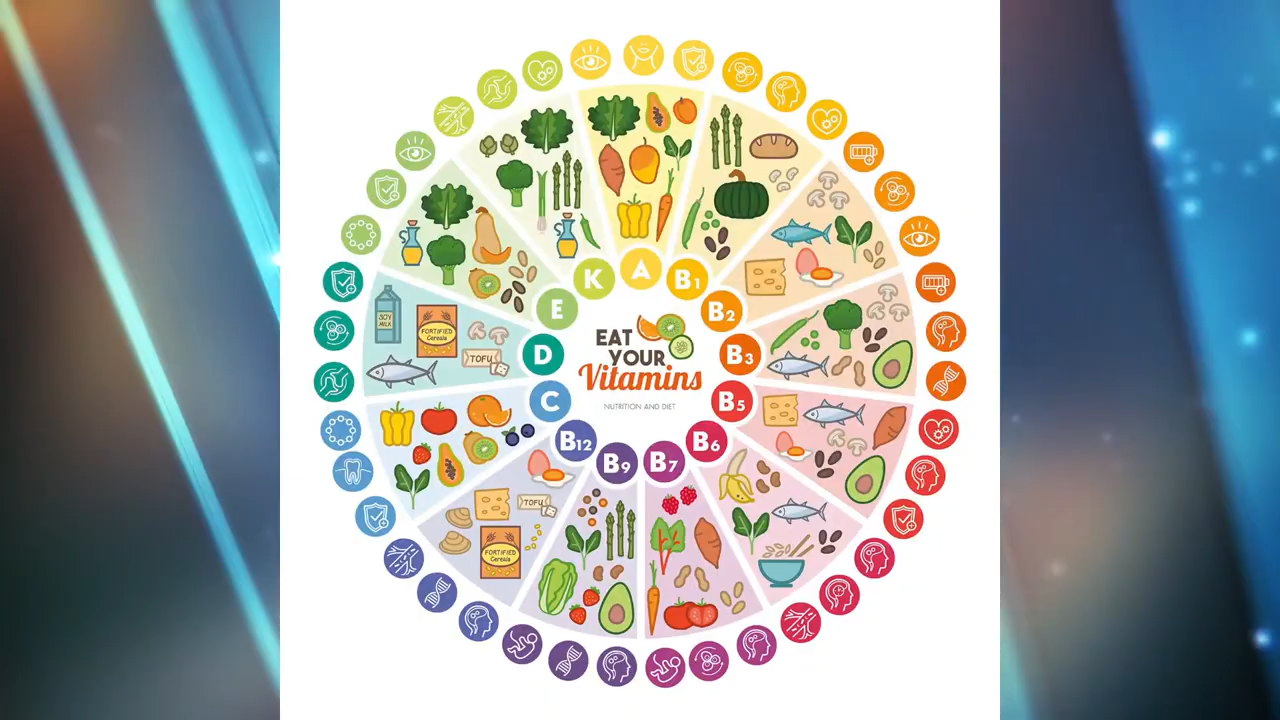 EAT
YOUR
Vitamins
NUTRITION AND DIET
A
B1
B2
B3
B5
B6
B7
B9
B12
C
D
E
K
SOY
MILK
FORTIFIED
Cereals
TOFU
TOFU
FORTIFIED
Cereals